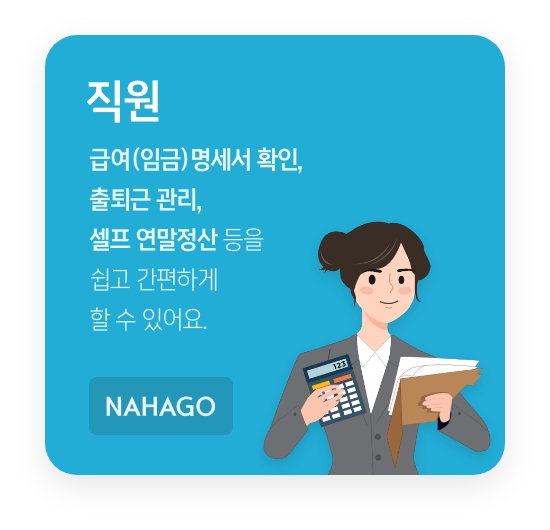 직원
급여(임금)명세서 확인,
출퇴근 관리,
셀프 연말정산 등을
쉽고 간편하게
할 수 있어요.
123
NAHAGO